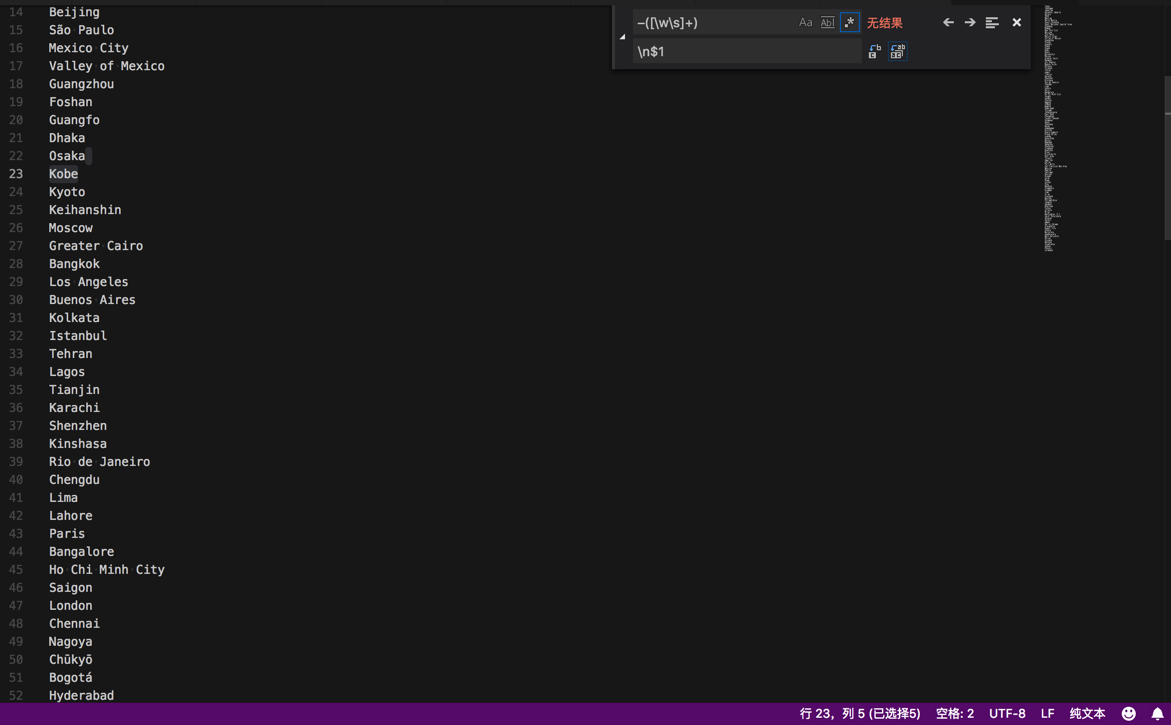 −([\w\s]+)
Aa
Abl
.*
无结果
\n$1
14 Beijing
15 São Paulo
16 Mexico City
17 Valley of Mexico
18 Guangzhou
19 Foshan
20 Guangfo
21 Dhaka
22 Osaka
23 Kobe
24 Kyoto
25 Keihanshin
26 Moscow
27 Greater Cairo
28 Bangkok
29 Los Angeles
30 Buenos Aires
31 Kolkata
32 Istanbul
33 Tehran
34 Lagos
35 Tianjin
36 Karachi
37 Shenzhen
38 Kinshasa
39 Rio de Janeiro
40 Chengdu
41 Lima
42 Lahore
43 Paris
44 Bangalore
45 Ho Chi Minh City
46 Saigon
47 London
48 Chennai
49 Nagoya
50 Chūkyō
51 Bogotá
52 Hyderabad
行 23，列 5 (已选择5) 空格: 2 UTF-8 LF 纯文本